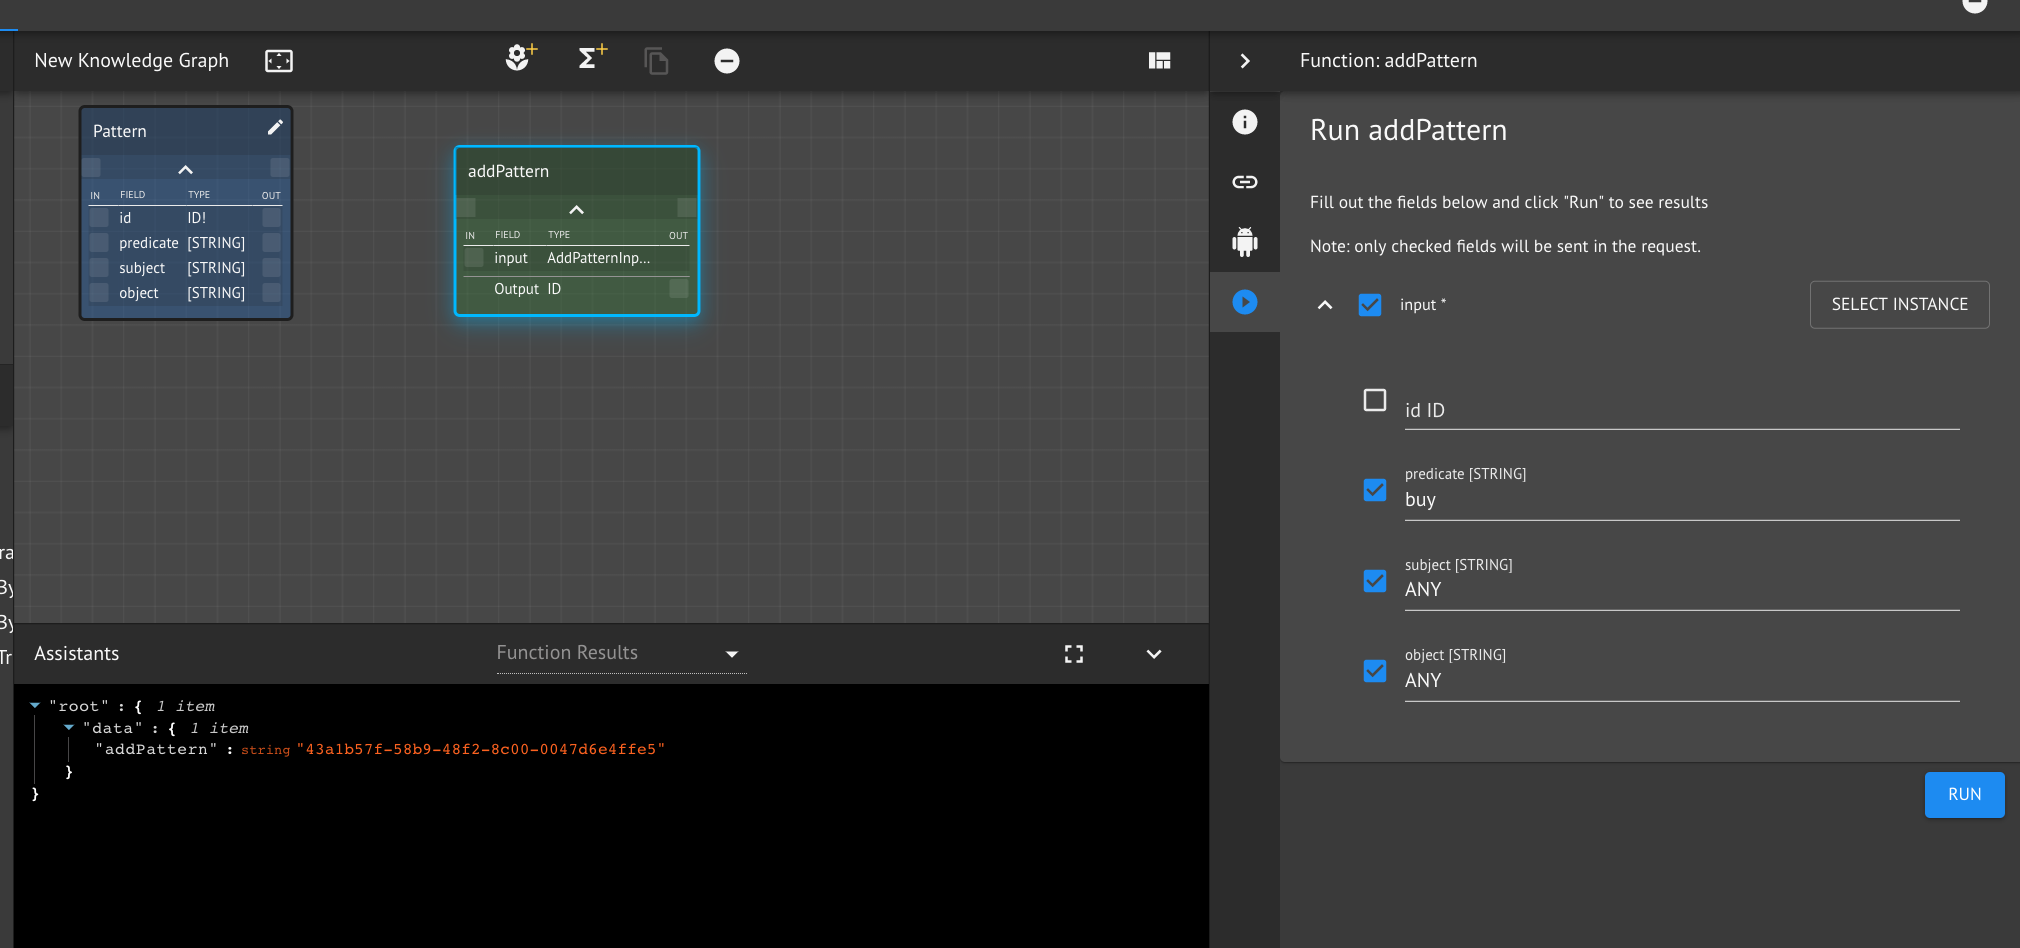 New Knowledge Graph
Function: addPattern
Pattern
IN FIELD TYPE OUT
id ID!
predicate [STRING]
subject [STRING]
object [STRING]
addPattern
IN FIELD TYPE OUT
input AddPatternInp...
Output ID
Run addPattern
Fill out the fields below and click "Run" to see results
Note: only checked fields will be sent in the request.
input *
SELECT INSTANCE
id ID
predicate [STRING]
buy
subject [STRING]
ANY
object [STRING]
ANY
RUN
ra
By
By
Tr
Assistants
Function Results
"root" : { 1 item
"data" : { 1 item
"addPattern" : string "43a1b57f-58b9-48f2-8c00-0047d6e4ffe5"
}
}